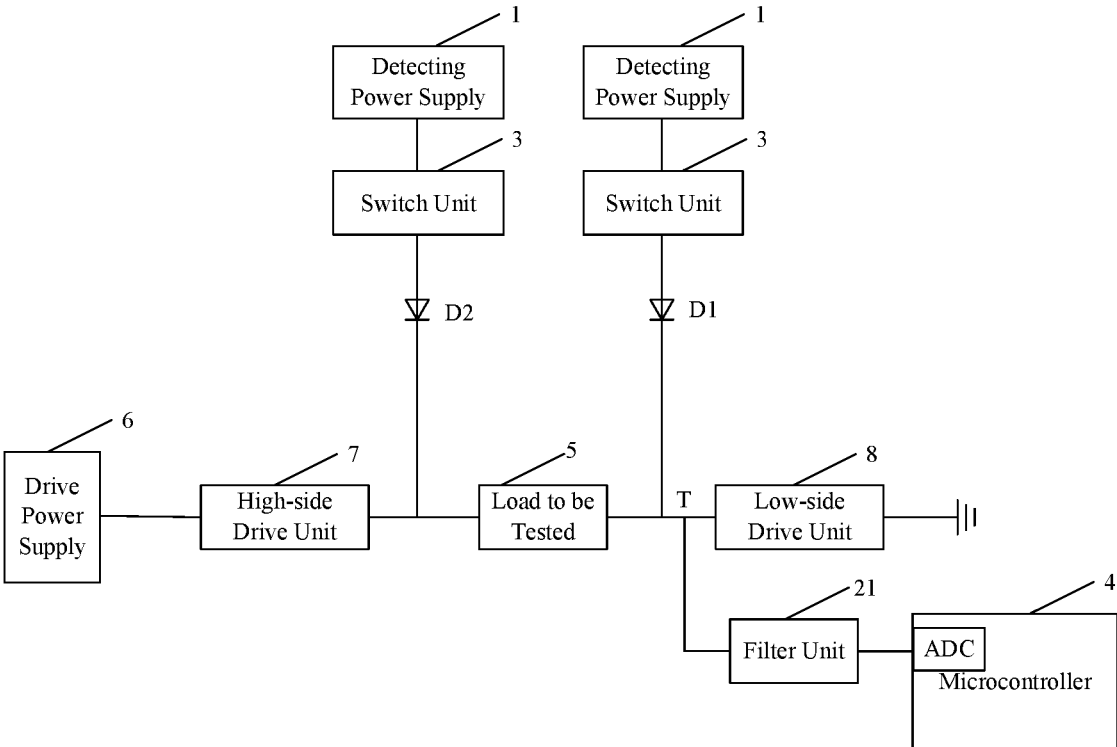 1
1
Detecting
Power Supply
Detecting
Power Supply
3
3
Switch Unit
Switch Unit
D2
D1
6
7
5
8
Drive
Power
Supply
High-side
Drive Unit
Load to be
Tested
T
Low-side
Drive Unit
21
4
Filter Unit
ADC
Microcontroller